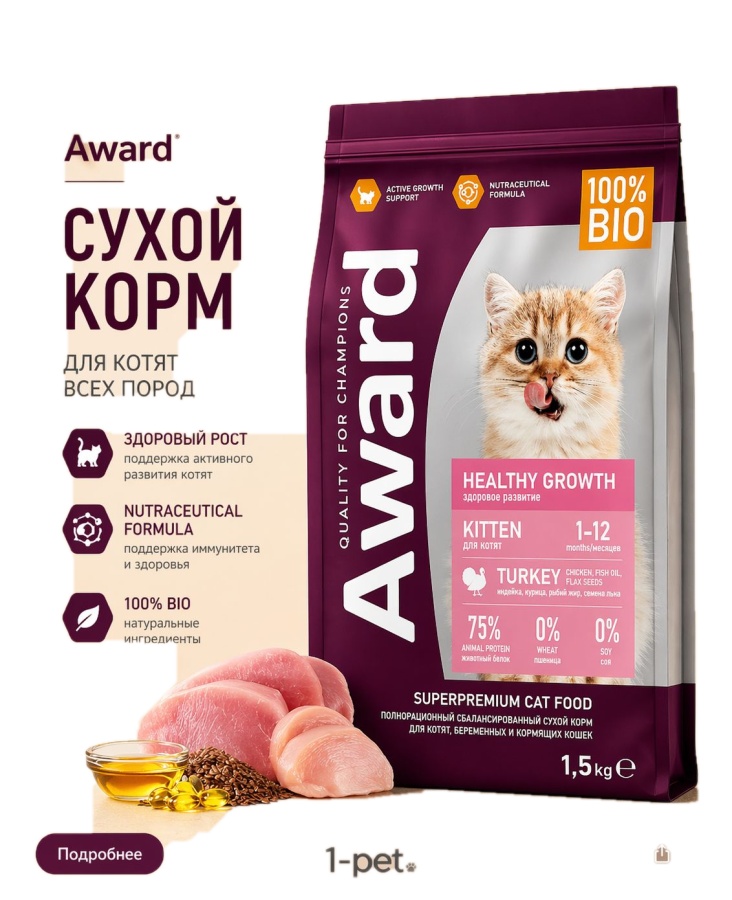 Award
СУХОЙ
КОРМ
ДЛЯ КОТЯТ
ВСЕХ ПОРОД
ЗДОРОВЫЙ РОСТ
поддержка активного
развития котят
NUTRACEUTICAL
FORMULA
поддержка иммунитета
и здоровья
100% BIO
натуральные
ингредиенты
ACTIVE GROWTH
SUPPORT
NUTRACEUTICAL
FORMULA
100%
BIO
QUALITY FOR CHAMPIONS
Award
HEALTHY GROWTH
здоровое развитие
KITTEN
для котят
1-12
months/месяцев
TURKEY
CHICKEN, FISH OIL,
FLAX SEEDS
индейка, курица, рыбий жир, семена льна
75%
ANIMAL PROTEIN
животный белок
0%
WHEAT
пшеница
0%
SOY
соя
SUPERPREMIUM CAT FOOD
ПОЛНОРАЦИОННЫЙ СБАЛАНСИРОВАННЫЙ СУХОЙ КОРМ
ДЛЯ КОТЯТ, БЕРЕМЕННЫХ И КОРМЯЩИХ КОШЕК
1,5 kg ℮
Подробнее
1-pet.